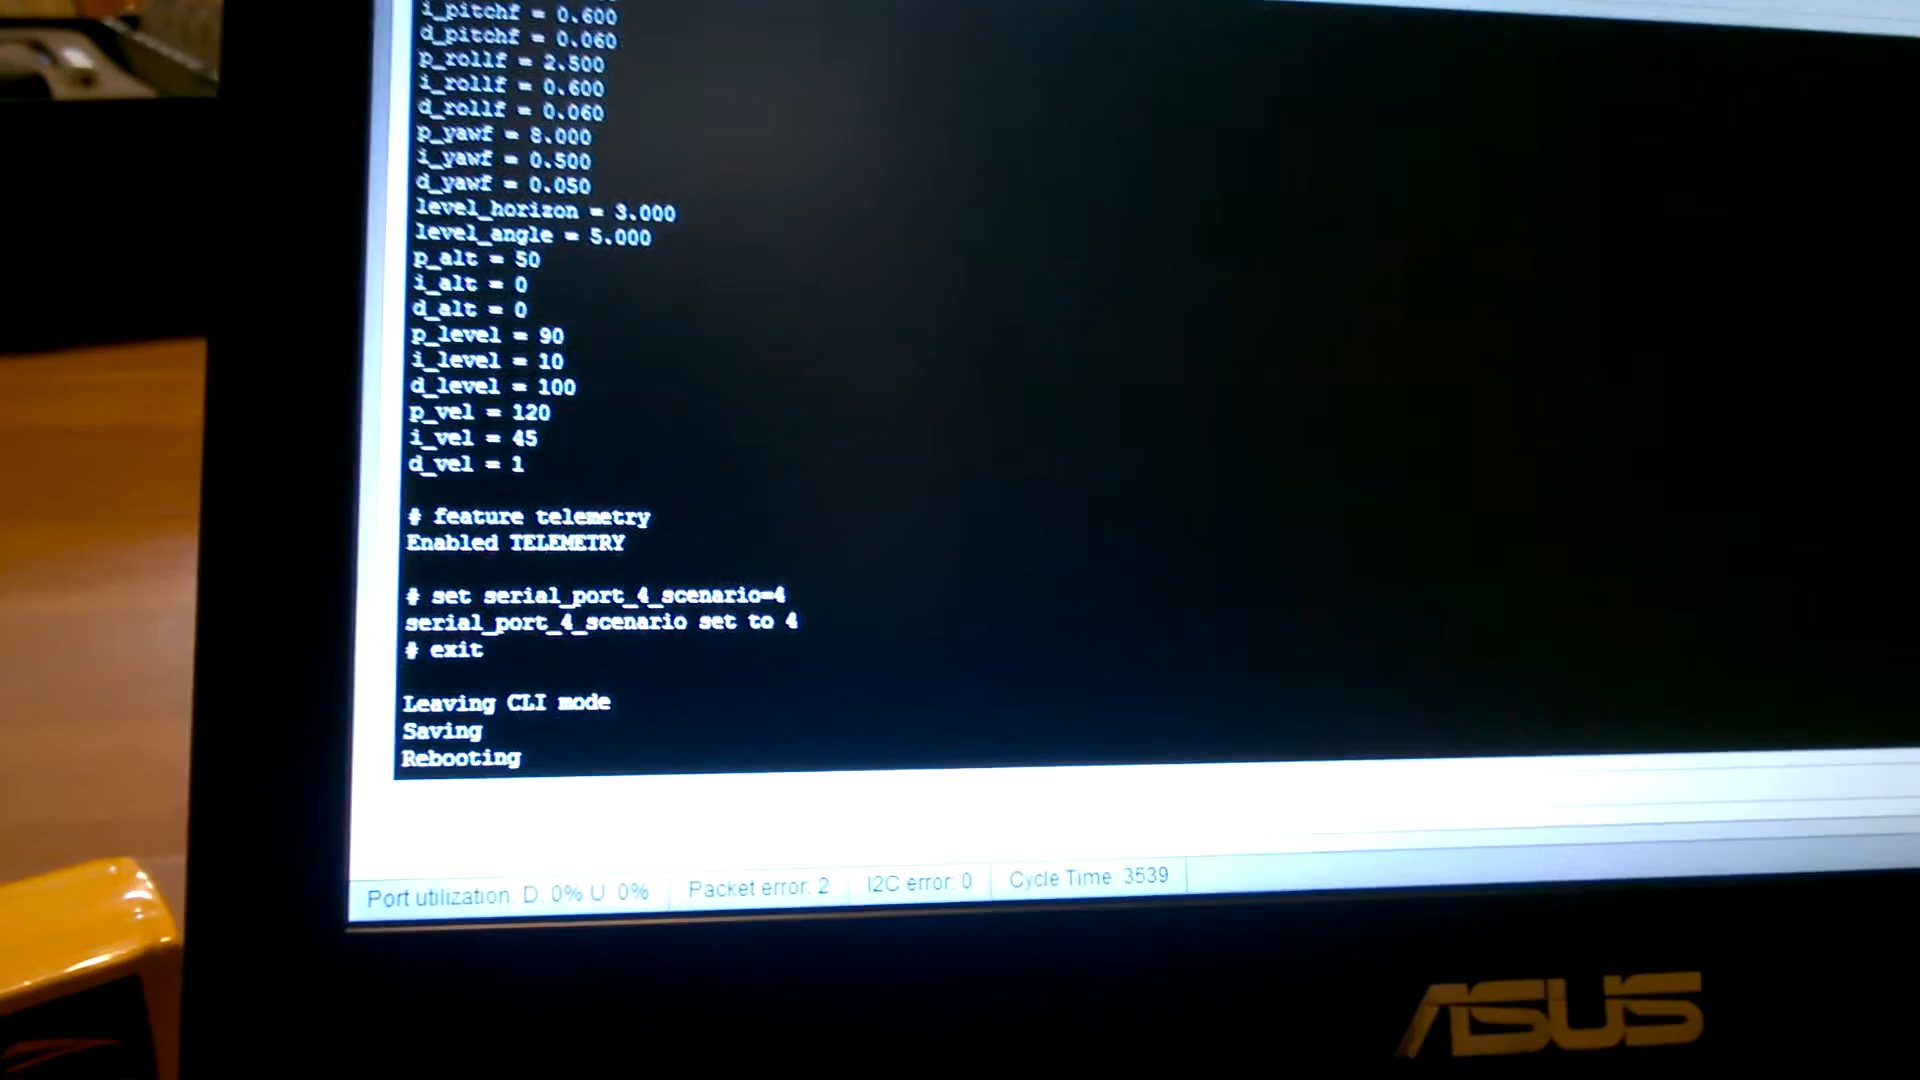 i_pitchf = 0.600
d_pitchf = 0.060
p_rollf = 2.500
i_rollf = 0.600
d_rollf = 0.060
p_yawf = 8.000
i_yawf = 0.500
d_yawf = 0.050
level_horizon = 3.000
level_angle = 5.000
p_alt = 50
i_alt = 0
d_alt = 0
p_level = 90
i_level = 10
d_level = 100
p_vel = 120
i_vel = 45
d_vel = 1
# feature telemetry
Enabled TELEMETRY
# set serial_port_4_scenario=4
serial_port_4_scenario set to 4
# exit
Leaving CLI mode
Saving
Rebooting
Port utilization: D: 0% U: 0% Packet error: 2 I2C error: 0 Cycle Time: 3539
ASUS